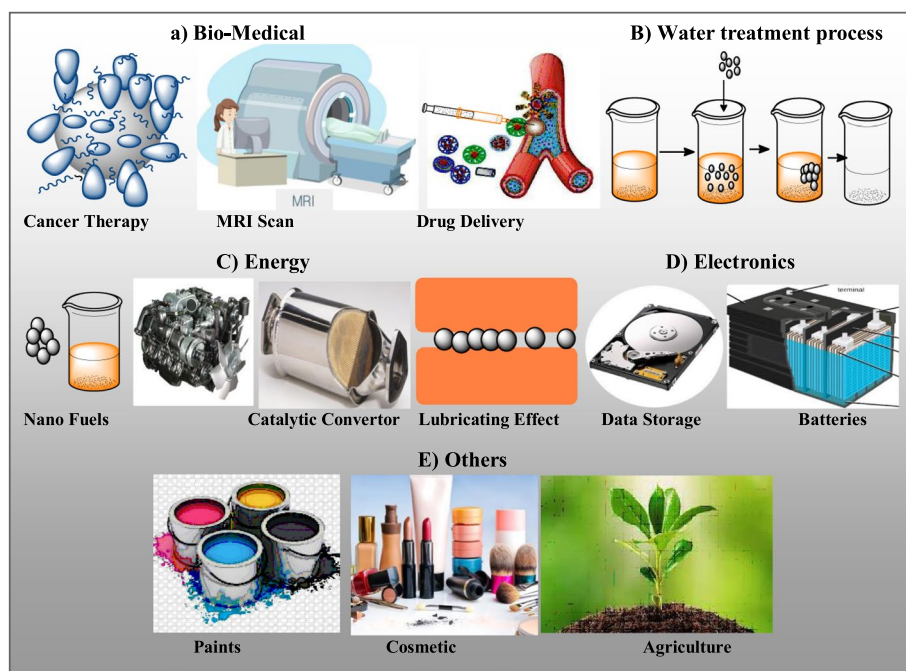 a) Bio-Medical
B) Water treatment process
MRI
Cancer Therapy
MRI Scan
Drug Delivery
C) Energy
D) Electronics
terminal
Nano Fuels
Catalytic Convertor
Lubricating Effect
Data Storage
Batteries
E) Others
Paints
Cosmetic
Agriculture